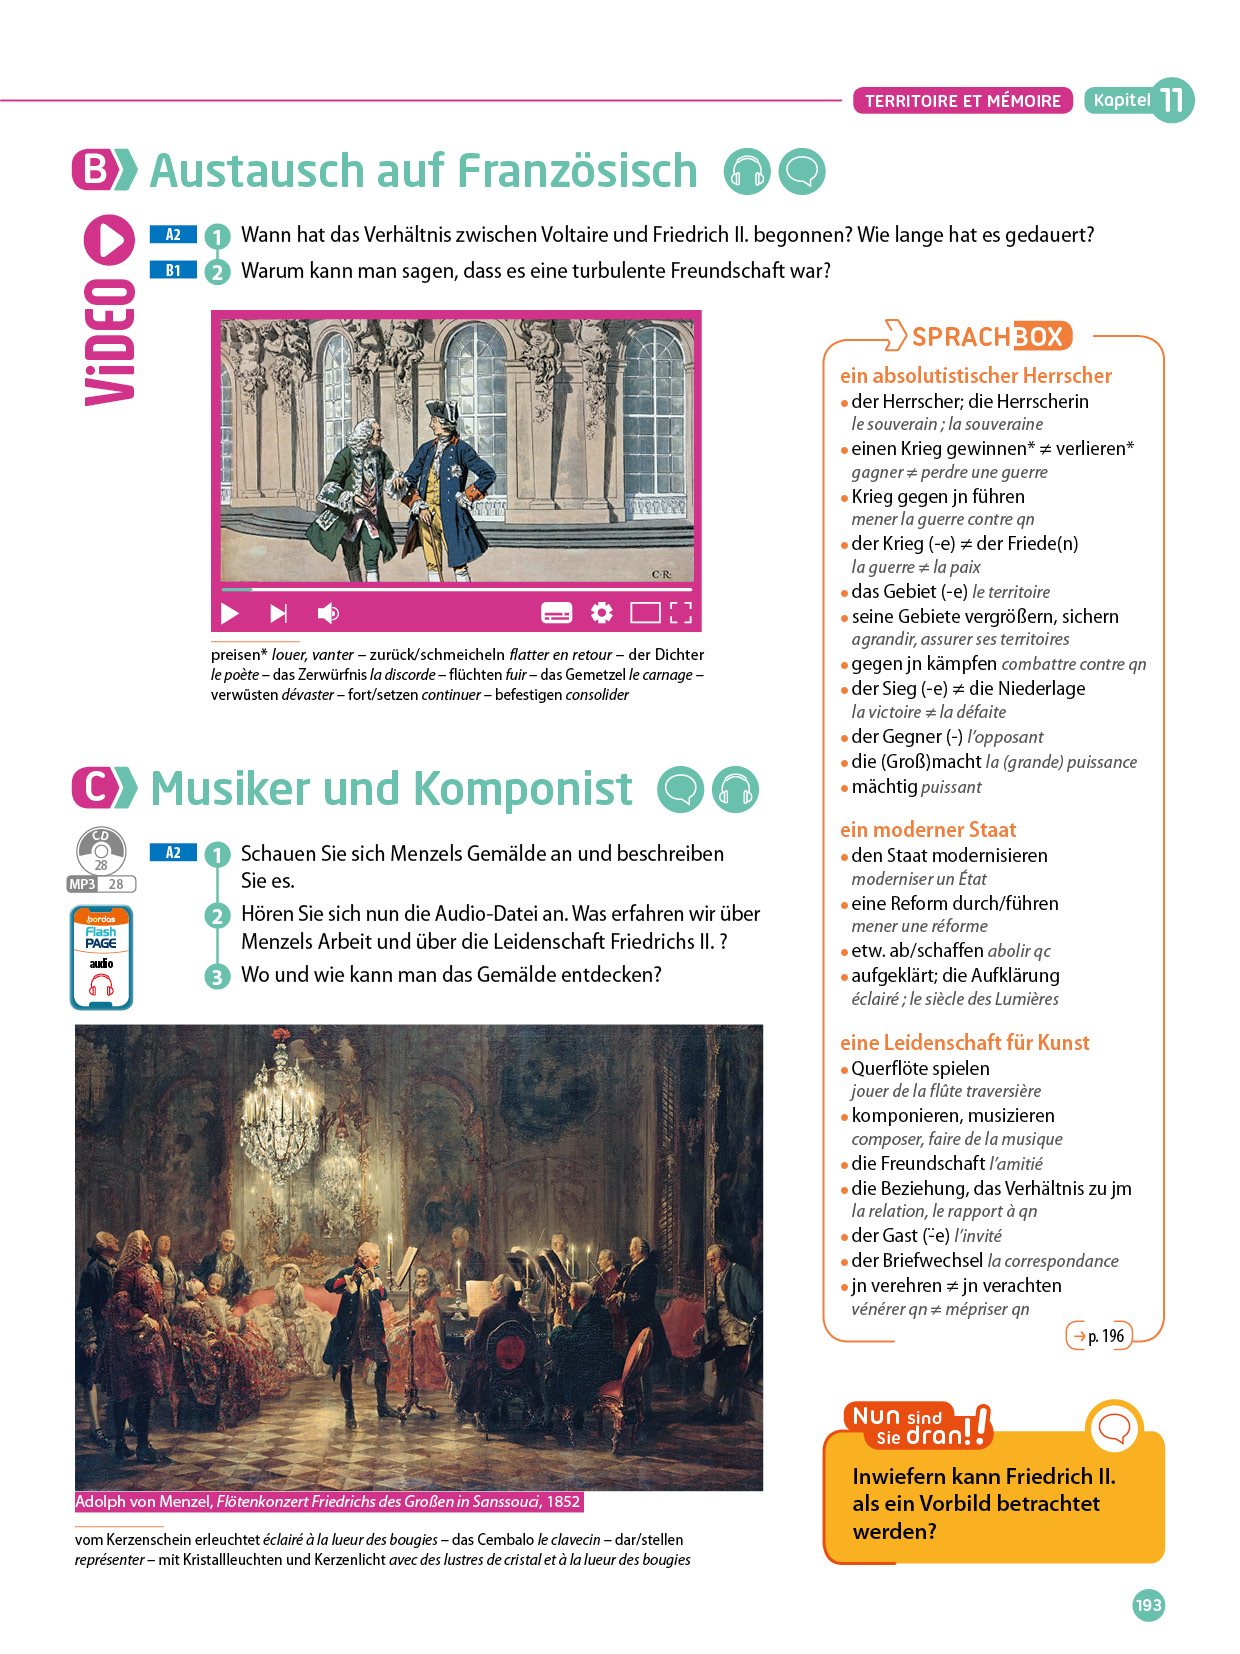 TERRITOIRE ET MÉMOIRE Kapitel 11
B Austausch auf Französisch
ViDEO
A2 1 Wann hat das Verhältnis zwischen Voltaire und Friedrich II. begonnen? Wie lange hat es gedauert?
B1 2 Warum kann man sagen, dass es eine turbulente Freundschaft war?
C.R.
preisen* louer, vanter – zurück/schmeicheln flatter en retour – der Dichter
le poète – das Zerwürfnis la discorde – flüchten fuir – das Gemetzel le carnage –
verwüsten dévaster – fort/setzen continuer – befestigen consolider
C Musiker und Komponist
CD
28
MP3 28
bordas
Flash
PAGE
audio
A2 1 Schauen Sie sich Menzels Gemälde an und beschreiben
Sie es.
2 Hören Sie sich nun die Audio-Datei an. Was erfahren wir über
Menzels Arbeit und über die Leidenschaft Friedrichs II. ?
3 Wo und wie kann man das Gemälde entdecken?
Adolph von Menzel, Flötenkonzert Friedrichs des Großen in Sanssouci, 1852
vom Kerzenschein erleuchtet éclairé à la lueur des bougies – das Cembalo le clavecin – dar/stellen
représenter – mit Kristallleuchten und Kerzenlicht avec des lustres de cristal et à la lueur des bougies
SPRACHBOX
ein absolutistischer Herrscher
• der Herrscher; die Herrscherin
le souverain ; la souveraine
• einen Krieg gewinnen* ≠ verlieren*
gagner ≠ perdre une guerre
• Krieg gegen jn führen
mener la guerre contre qn
• der Krieg (-e) ≠ der Friede(n)
la guerre ≠ la paix
• das Gebiet (-e) le territoire
• seine Gebiete vergrößern, sichern
agrandir, assurer ses territoires
• gegen jn kämpfen combattre contre qn
• der Sieg (-e) ≠ die Niederlage
la victoire ≠ la défaite
• der Gegner (-) l'opposant
• die (Groß)macht la (grande) puissance
• mächtig puissant
ein moderner Staat
• den Staat modernisieren
moderniser un État
• eine Reform durch/führen
mener une réforme
• etw. ab/schaffen abolir qc
• aufgeklärt; die Aufklärung
éclairé ; le siècle des Lumières
eine Leidenschaft für Kunst
• Querflöte spielen
jouer de la flûte traversière
• komponieren, musizieren
composer, faire de la musique
• die Freundschaft l'amitié
• die Beziehung, das Verhältnis zu jm
la relation, le rapport à qn
• der Gast (¨-e) l'invité
• der Briefwechsel la correspondance
• jn verehren ≠ jn verachten
vénérer qn ≠ mépriser qn
→ p. 196
Nun sind
Sie dran!!
Inwiefern kann Friedrich II.
als ein Vorbild betrachtet
werden?
193